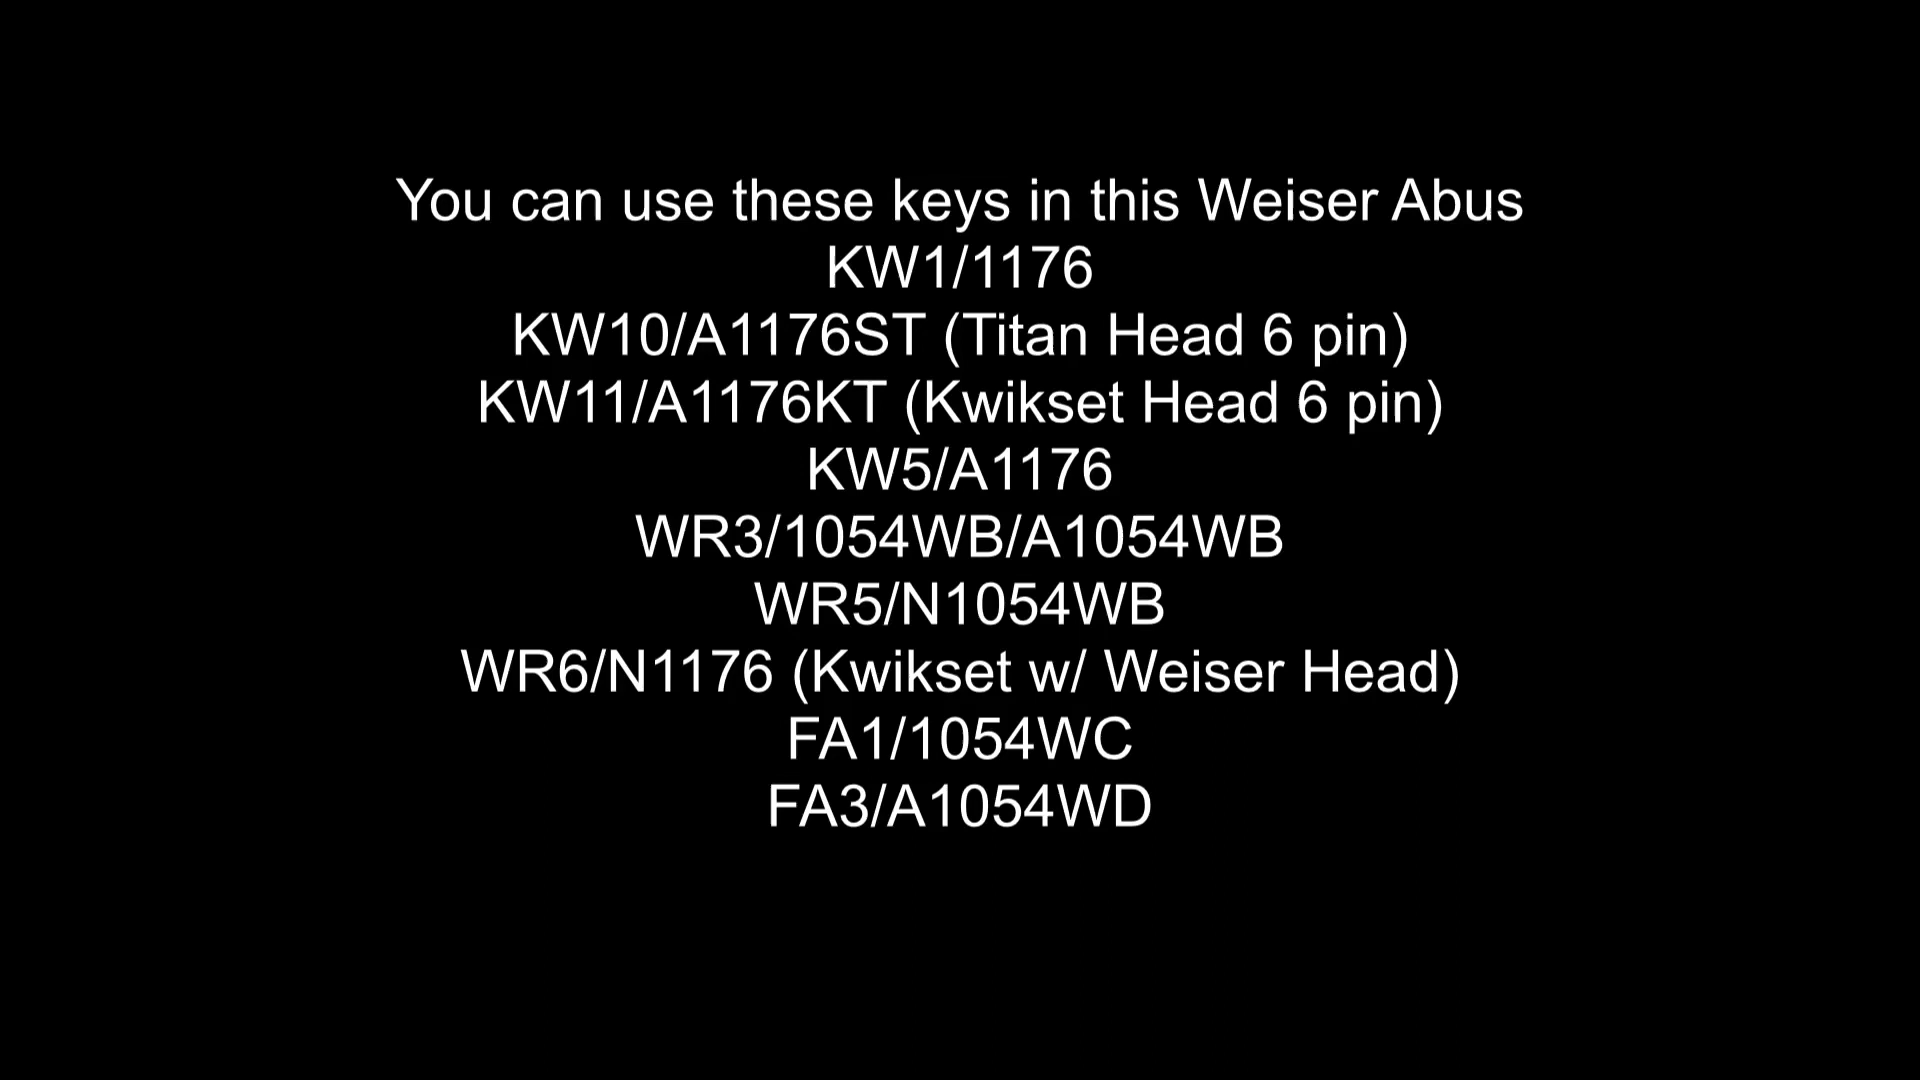 You can use these keys in this Weiser Abus
KW1/1176
KW10/A1176ST (Titan Head 6 pin)
KW11/A1176KT (Kwikset Head 6 pin)
KW5/A1176
WR3/1054WB/A1054WB
WR5/N1054WB
WR6/N1176 (Kwikset w/ Weiser Head)
FA1/1054WC
FA3/A1054WD